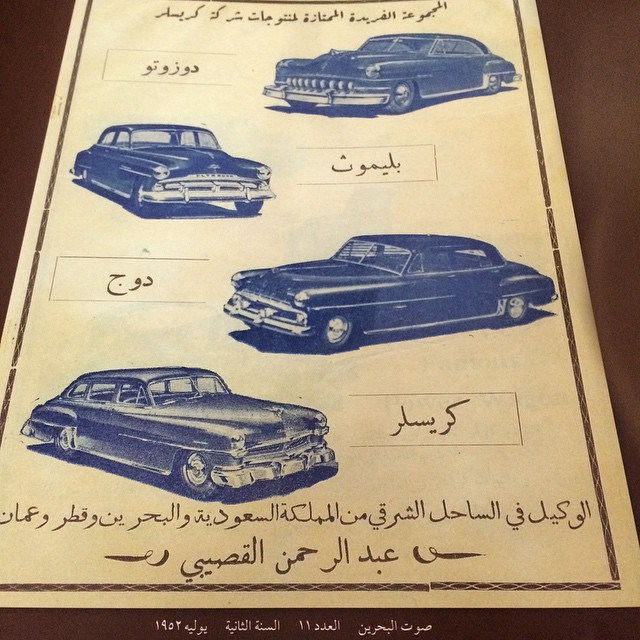 المجموعة الفريدة الممتازة لمنتوجات شركة كريسلر
دوزوتو
بليموث
دوج
كريسلر
الوكيل في الساحل الشرقي من المملكة السعودية والبحرين وقطر وعمان
عبد الرحمن القصيبي
صوت البحرين العدد ١١ السنة الثانية يوليه ١٩٥٢